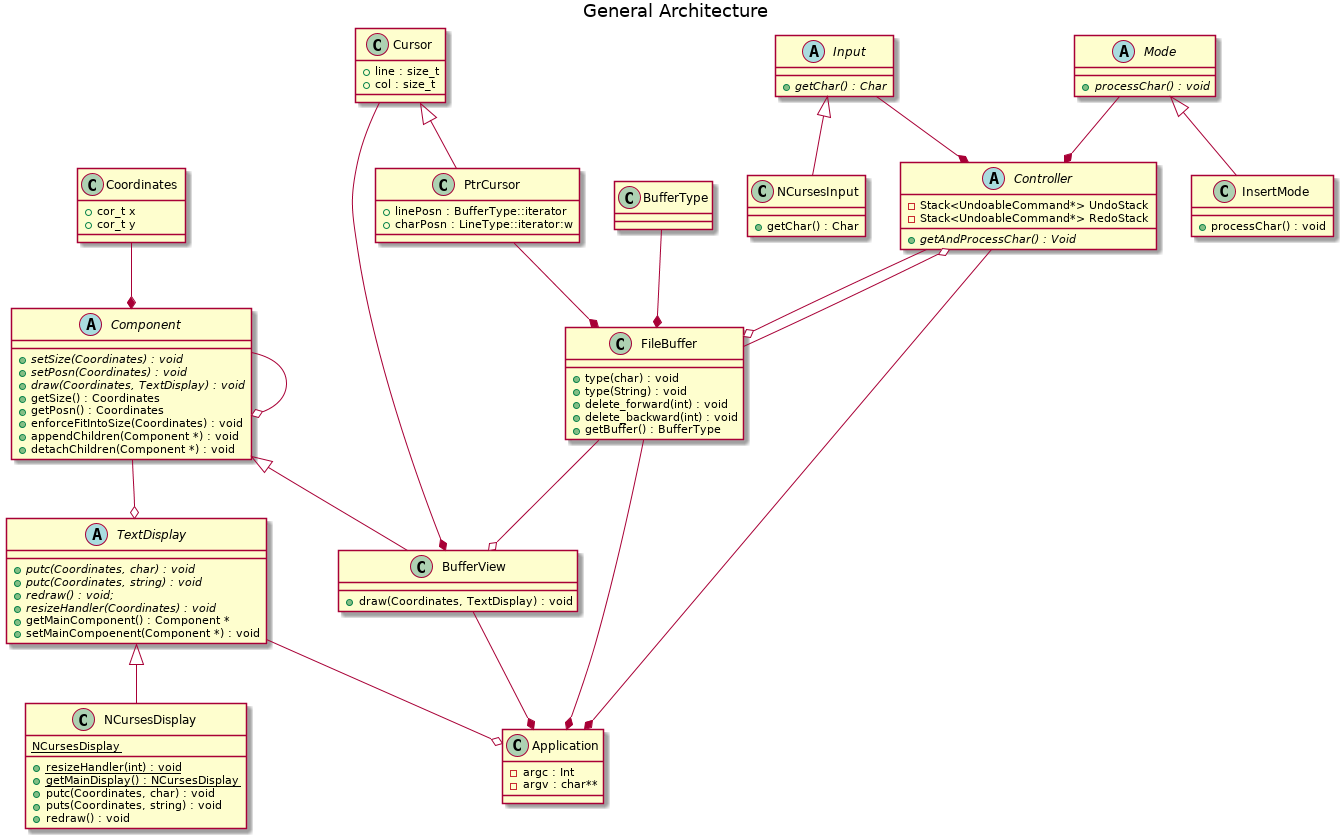 General Architecture
C Cursor
line : size_t
col : size_t
A Input
getChar() : Char
A Mode
processChar() : void
C Coordinates
cor_t x
cor_t y
C PtrCursor
linePosn : BufferType::iterator
charPosn : LineType::iterator:w
C BufferType
C NCursesInput
getChar() : Char
A Controller
Stack<UndoableCommand*> UndoStack
Stack<UndoableCommand*> RedoStack
getAndProcessChar() : Void
C InsertMode
processChar() : void
A Component
setSize(Coordinates) : void
setPosn(Coordinates) : void
draw(Coordinates, TextDisplay) : void
getSize() : Coordinates
getPosn() : Coordinates
enforceFitIntoSize(Coordinates) : void
appendChildren(Component *) : void
detachChildren(Component *) : void
C FileBuffer
type(char) : void
type(String) : void
delete_forward(int) : void
delete_backward(int) : void
getBuffer() : BufferType
A TextDisplay
putc(Coordinates, char) : void
putc(Coordinates, string) : void
redraw() : void;
resizeHandler(Coordinates) : void
getMainComponent() : Component *
setMainCompoenent(Component *) : void
C BufferView
draw(Coordinates, TextDisplay) : void
C NCursesDisplay
NCursesDisplay
resizeHandler(int) : void
getMainDisplay() : NCursesDisplay
putc(Coordinates, char) : void
puts(Coordinates, string) : void
redraw() : void
C Application
argc : Int
argv : char**